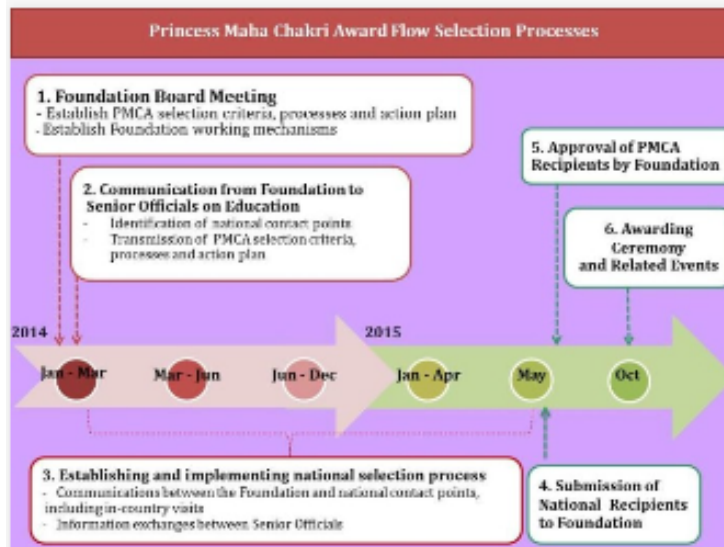 Princess Maha Chakri Award Flow Selection Processes
1. Foundation Board Meeting
- Establish PMCA selection criteria, processes and action plan
- Establish Foundation working mechanisms
2. Communication from Foundation to
Senior Officials on Education
- Identification of national contact points
- Transmission of PMCA selection criteria,
processes and action plan
5. Approval of PMCA
Recipients by Foundation
6. Awarding
Ceremony
and Related Events
2014
2015
Jan - Mar
Mar - Jun
Jun - Dec
Jan - Apr
May
Oct
3. Establishing and implementing national selection process
- Communications between the Foundation and national contact points,
including in-country visits
- Information exchanges between Senior Officials
4. Submission of
National Recipients
to Foundation